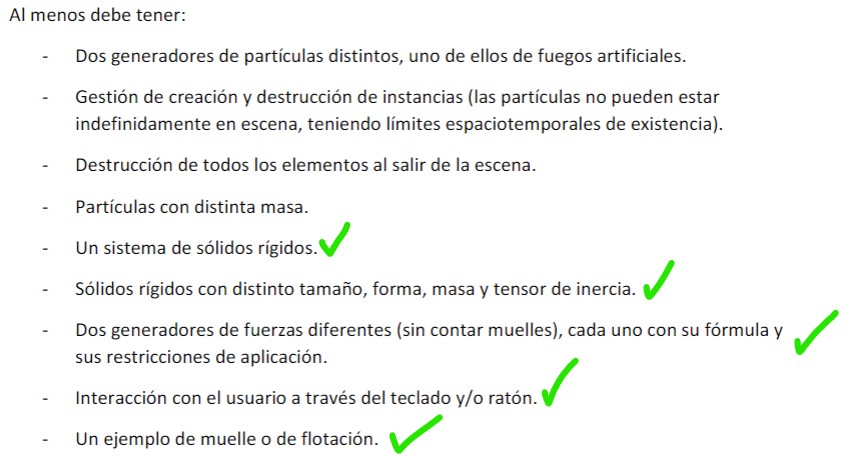 Al menos debe tener:
- Dos generadores de partículas distintos, uno de ellos de fuegos artificiales.
- Gestión de creación y destrucción de instancias (las partículas no pueden estar
indefinidamente en escena, teniendo límites espaciotemporales de existencia).
- Destrucción de todos los elementos al salir de la escena.
- Partículas con distinta masa.
- Un sistema de sólidos rígidos.
- Sólidos rígidos con distinto tamaño, forma, masa y tensor de inercia.
- Dos generadores de fuerzas diferentes (sin contar muelles), cada uno con su fórmula y
sus restricciones de aplicación.
- Interacción con el usuario a través del teclado y/o ratón.
- Un ejemplo de muelle o de flotación.